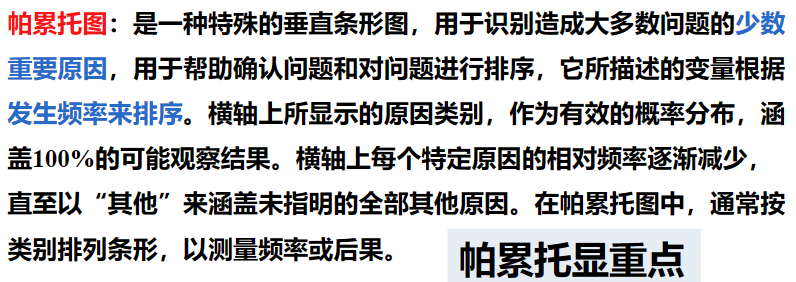 帕累托图：是一种特殊的垂直条形图，用于识别造成大多数问题的少数
重要原因，用于帮助确认问题和对问题进行排序，它所描述的变量根据
发生频率来排序。横轴上所显示的原因类别，作为有效的概率分布，涵
盖100%的可能观察结果。横轴上每个特定原因的相对频率逐渐减少，
直至以“其他”来涵盖未指明的全部其他原因。在帕累托图中，通常按
类别排列条形，以测量频率或后果。
帕累托显重点